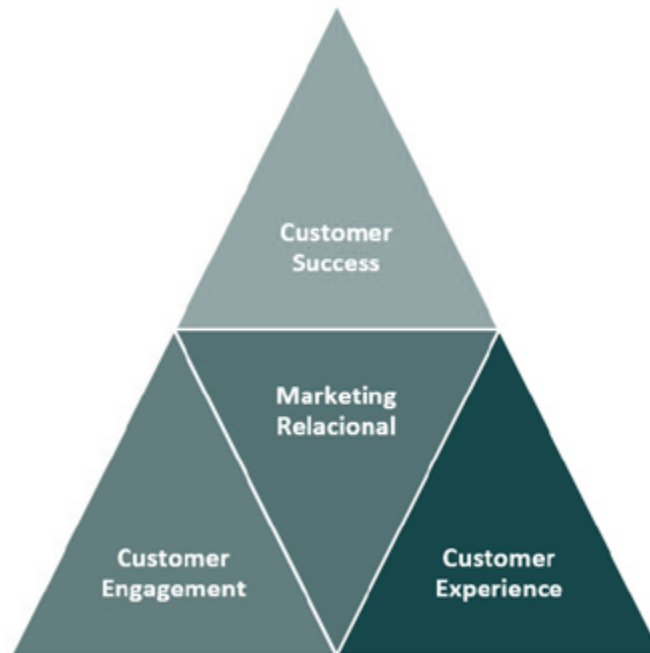 Customer
Success
Marketing
Relacional
Customer
Engagement
Customer
Experience